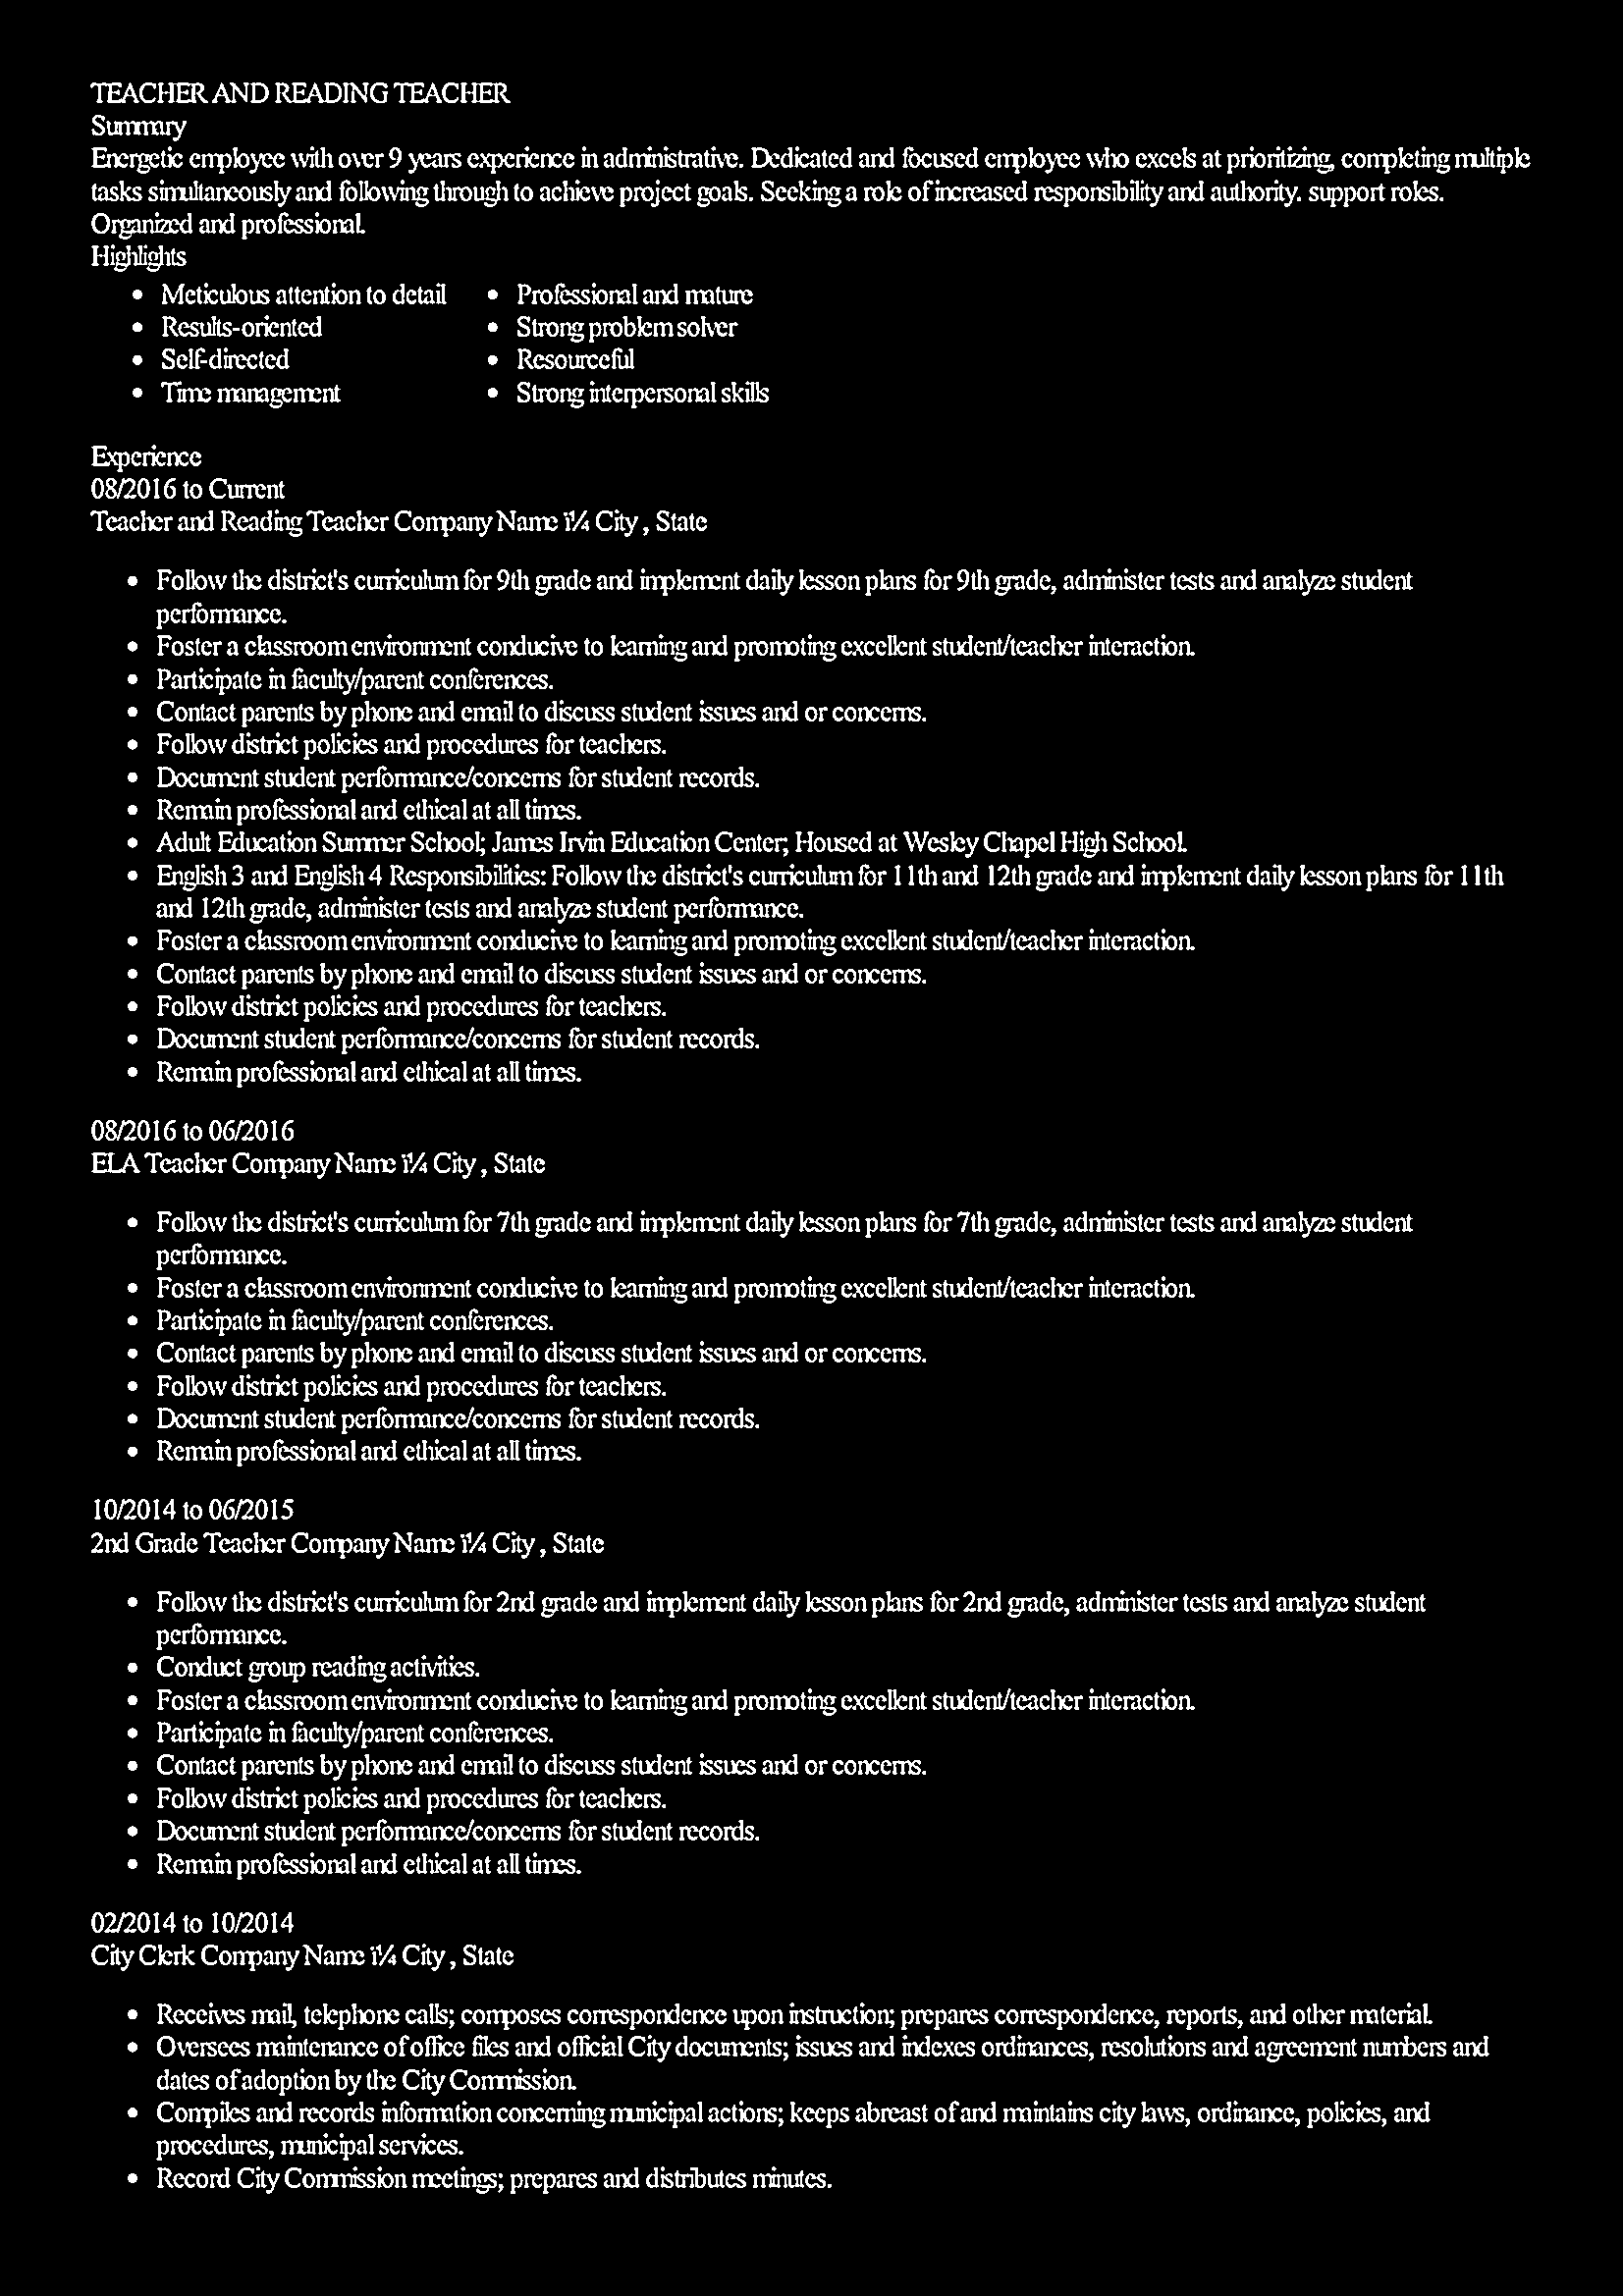 TEACHER AND READING TEACHER
Summary
Energetic employee with over 9 years experience in administrative. Dedicated and focused employee who excels at prioritizing, completing multiple
tasks simultaneously and following through to achieve project goals. Seeking a role of increased responsibility and authority. support roles.
Organized and professional.
Highlights
• Meticulous attention to detail
• Results-oriented
• Self-directed
• Time management
• Professional and mature
• Strong problem solver
• Resourceful
• Strong interpersonal skills
Experience
08/2016 to Current
Teacher and Reading Teacher Company Name ï¼ City , State
• Follow the district's curriculum for 9th grade and implement daily lesson plans for 9th grade, administer tests and analyze student
performance.
• Foster a classroom environment conducive to learning and promoting excellent student/teacher interaction.
• Participate in faculty/parent conferences.
• Contact parents by phone and email to discuss student issues and or concerns.
• Follow district policies and procedures for teachers.
• Document student performance/concerns for student records.
• Remain professional and ethical at all times.
• Adult Education Summer School; James Irvin Education Center; Housed at Wesley Chapel High School.
• English 3 and English 4 Responsibilities: Follow the district's curriculum for 11th and 12th grade and implement daily lesson plans for 11th
and 12th grade, administer tests and analyze student performance.
• Foster a classroom environment conducive to learning and promoting excellent student/teacher interaction.
• Contact parents by phone and email to discuss student issues and or concerns.
• Follow district policies and procedures for teachers.
• Document student performance/concerns for student records.
• Remain professional and ethical at all times.
08/2016 to 06/2016
ELA Teacher Company Name ï¼ City , State
• Follow the district's curriculum for 7th grade and implement daily lesson plans for 7th grade, administer tests and analyze student
performance.
• Foster a classroom environment conducive to learning and promoting excellent student/teacher interaction.
• Participate in faculty/parent conferences.
• Contact parents by phone and email to discuss student issues and or concerns.
• Follow district policies and procedures for teachers.
• Document student performance/concerns for student records.
• Remain professional and ethical at all times.
10/2014 to 06/2015
2nd Grade Teacher Company Name ï¼ City , State
• Follow the district's curriculum for 2nd grade and implement daily lesson plans for 2nd grade, administer tests and analyze student
performance.
• Conduct group reading activities.
• Foster a classroom environment conducive to learning and promoting excellent student/teacher interaction.
• Participate in faculty/parent conferences.
• Contact parents by phone and email to discuss student issues and or concerns.
• Follow district policies and procedures for teachers.
• Document student performance/concerns for student records.
• Remain professional and ethical at all times.
02/2014 to 10/2014
City Clerk Company Name ï¼ City , State
• Receives mail, telephone calls; composes correspondence upon instruction; prepares correspondence, reports, and other material.
• Oversees maintenance of office files and official City documents; issues and indexes ordinances, resolutions and agreement numbers and
dates of adoption by the City Commission.
• Compiles and records information concerning municipal actions; keeps abreast of and maintains city laws, ordinance, policies, and
procedures, municipal services.
• Record City Commission meetings; prepares and distributes minutes.